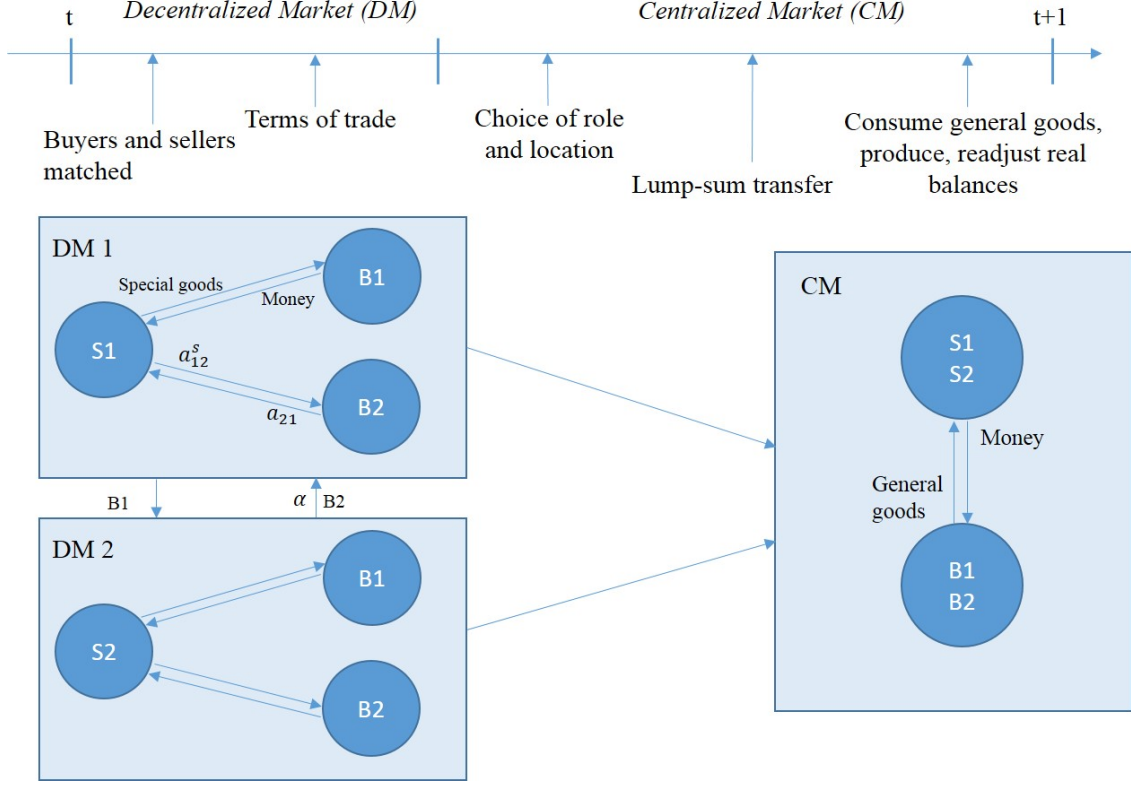 Decentralized Market (DM)
Centralized Market (CM)
t
t+1
Buyers and sellers
matched
Terms of trade
Choice of role
and location
Lump-sum transfer
Consume general goods,
produce, readjust real
balances
DM 1
Special goods
Money
B1
S1
a₁₂ˢ
a₂₁
B2
B1
α
B2
DM 2
B1
S2
B2
CM
S1
S2
Money
General
goods
B1
B2